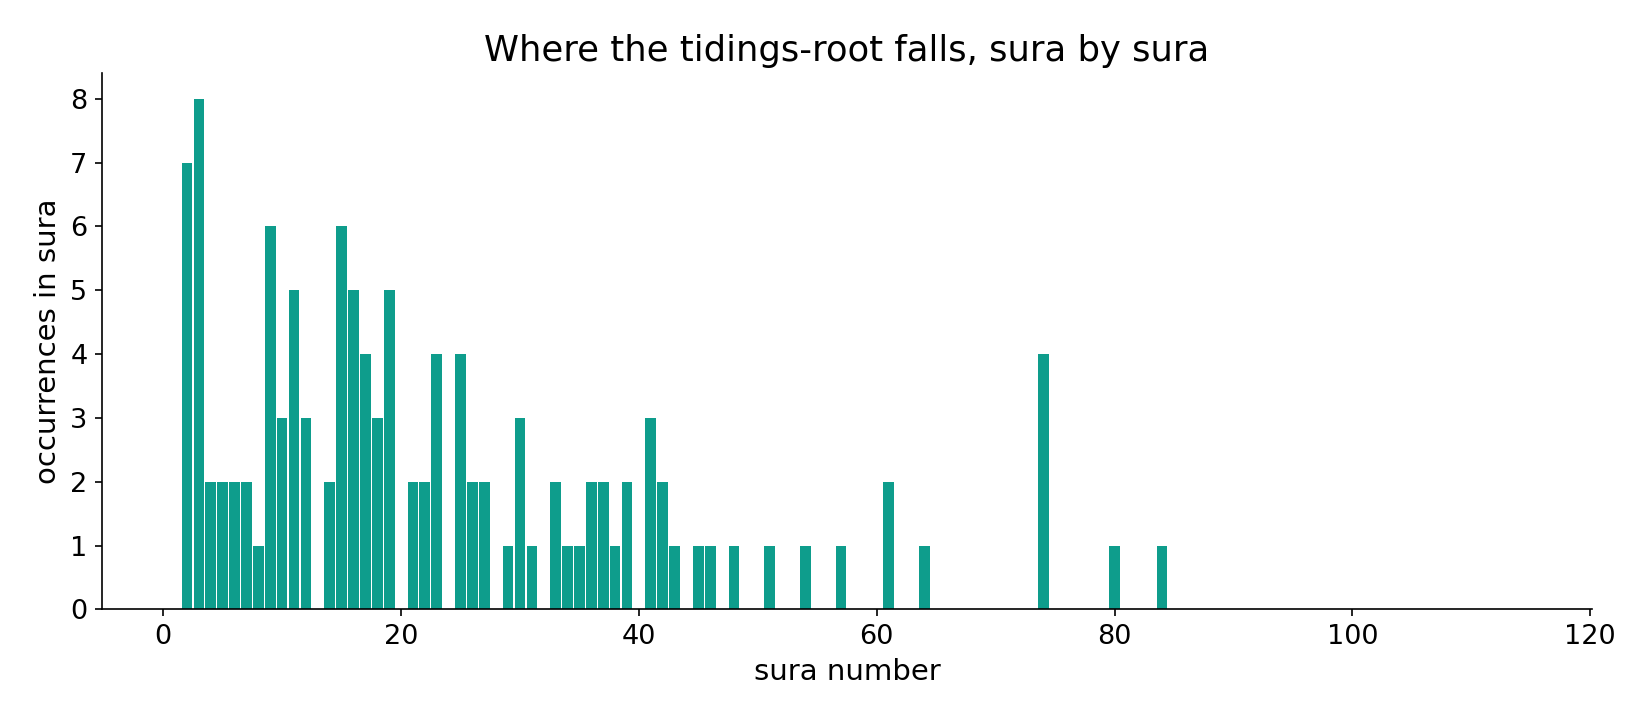 Where the tidings-root falls, sura by sura
occurrences in sura
8
7
6
5
4
3
2
1
0
0 20 40 60 80 100 120
sura number